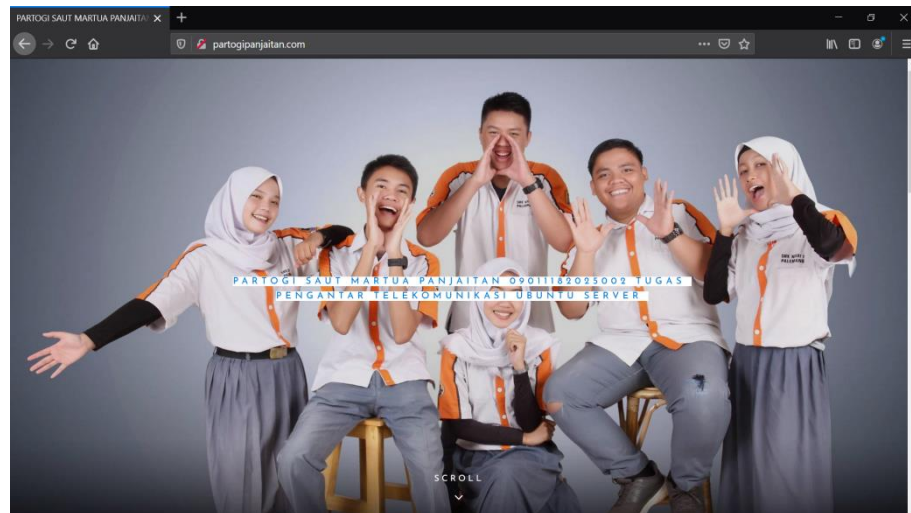 PARTOGI SAUT MARTUA PANJAITA
partogipanjaitan.com
PARTOGI SAUT MARTUA PANJAITAN 09011182025002 TUGAS
PENGANTAR TELEKOMUNIKASI UBUNTU SERVER
SCROLL